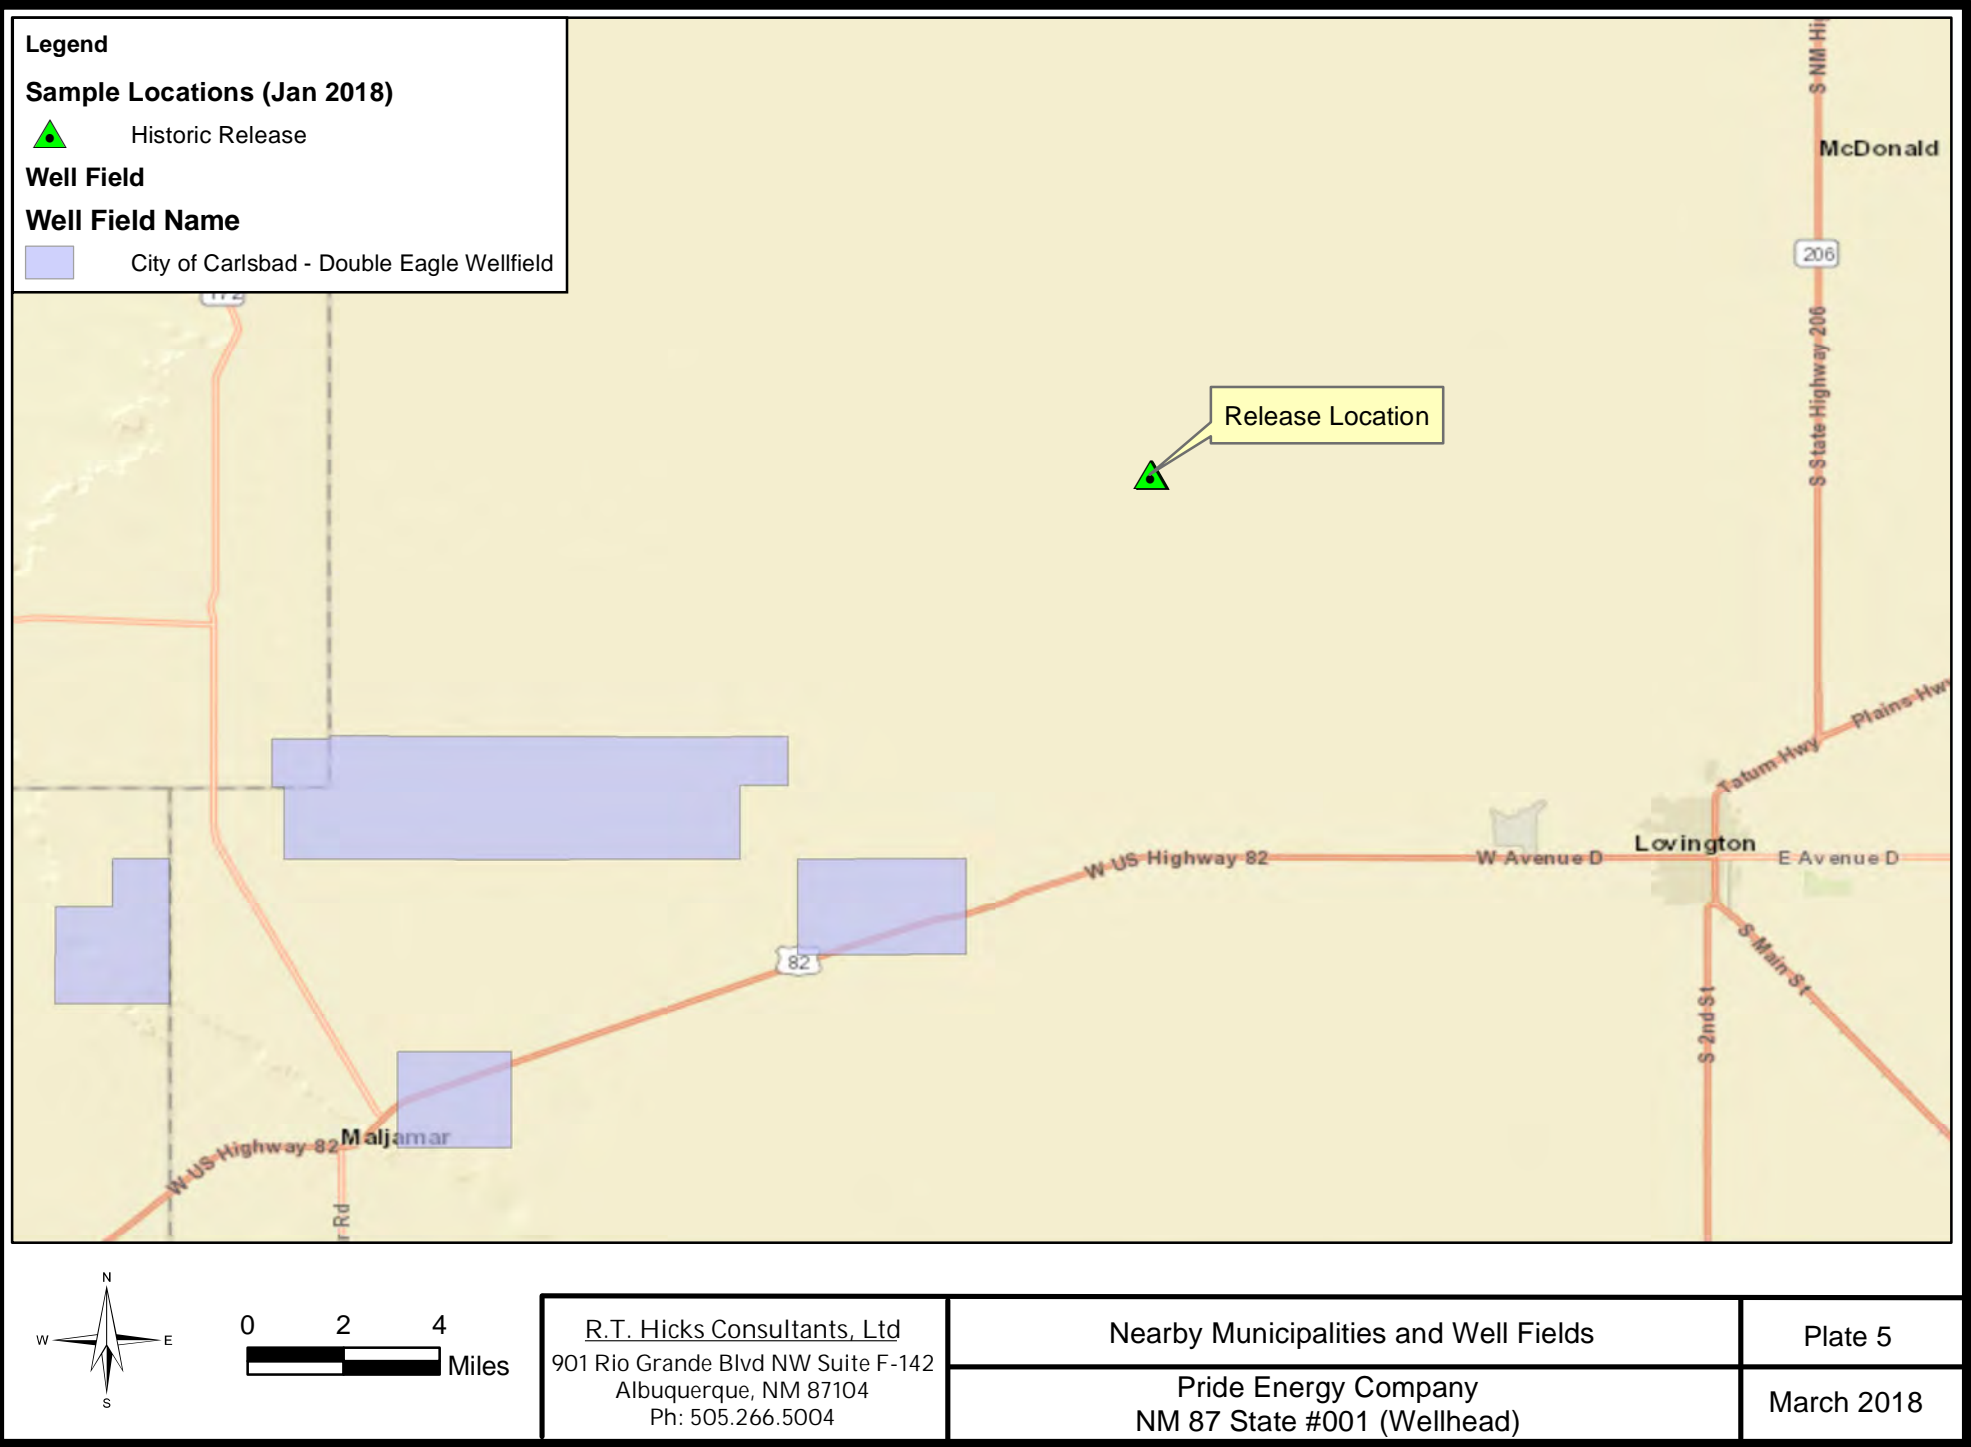 Legend
Sample Locations (Jan 2018)
Historic Release
Well Field
Well Field Name
City of Carlsbad - Double Eagle Wellfield
S NM Hi
McDonald
206
S State Highway 206
Release Location
Plains Hwy
Tatum Hwy
Lovington
W US Highway 82
W Avenue D
E Avenue D
82
S Main St
S 2nd St
Maljamar
W US Highway 82
Rd
N
W
E
S
0 2 4
Miles
R.T. Hicks Consultants, Ltd
901 Rio Grande Blvd NW Suite F-142
Albuquerque, NM 87104
Ph: 505.266.5004
Nearby Municipalities and Well Fields
Pride Energy Company
NM 87 State #001 (Wellhead)
Plate 5
March 2018